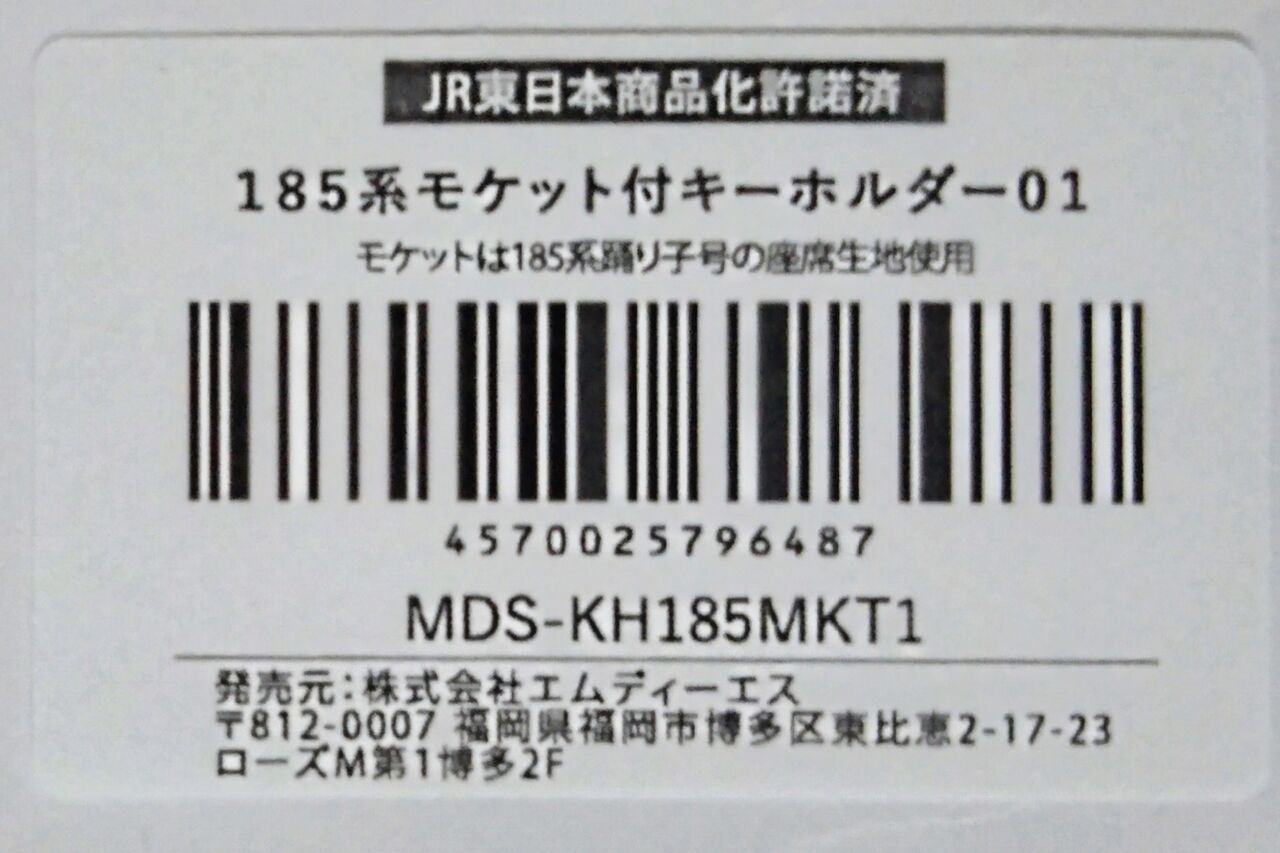 JR東日本商品化許諾済
185系モケット付キーホルダー01
モケットは185系踊り子号の座席生地使用
4570025796487
MDS-KH185MKT1
発売元:株式会社エムディーエス
〒812-0007 福岡県福岡市博多区東比恵2-17-23
ローズM第1博多2F